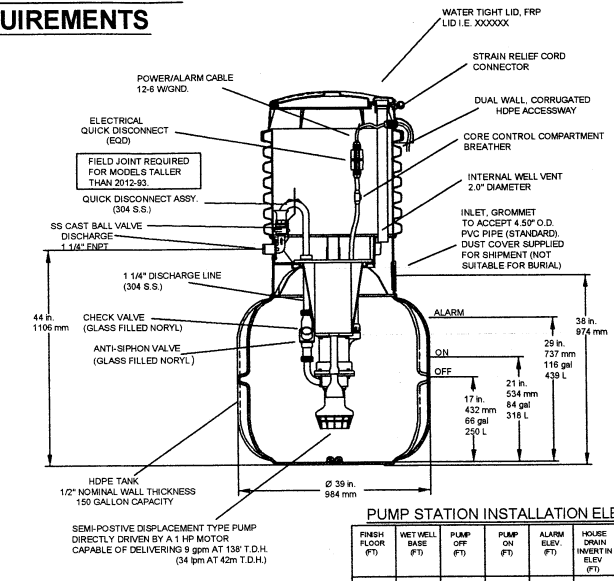 UIREMENTS
WATER TIGHT LID, FRP
LID I.E. XXXXXX
STRAIN RELIEF CORD
CONNECTOR
POWER/ALARM CABLE
12-6 W/GND.
DUAL WALL, CORRUGATED
HDPE ACCESSWAY
ELECTRICAL
QUICK DISCONNECT
(EQD)
CORE CONTROL COMPARTMENT
BREATHER
FIELD JOINT REQUIRED
FOR MODELS TALLER
THAN 2012-93.
INTERNAL WELL VENT
2.0" DIAMETER
QUICK DISCONNECT ASSY.
(304 S.S.)
INLET, GROMMET
TO ACCEPT 4.50" O.D.
PVC PIPE (STANDARD).
DUST COVER SUPPLIED
FOR SHIPMENT (NOT
SUITABLE FOR BURIAL)
SS CAST BALL VALVE
DISCHARGE
1 1/4" FNPT
1 1/4" DISCHARGE LINE
(304 S.S.)
44 in.
1106 mm
CHECK VALVE
(GLASS FILLED NORYL)
ANTI-SIPHON VALVE
(GLASS FILLED NORYL)
ALARM
ON
OFF
38 in.
974 mm
29 in.
737 mm
116 gal
439 L
21 in.
534 mm
84 gal
318 L
17 in.
432 mm
66 gal
250 L
HDPE TANK
1/2" NOMINAL WALL THICKNESS
150 GALLON CAPACITY
Ø 39 in.
984 mm
SEMI-POSTIVE DISPLACEMENT TYPE PUMP
DIRECTLY DRIVEN BY A 1 HP MOTOR
CAPABLE OF DELIVERING 9 gpm AT 138' T.D.H.
(34 lpm AT 42m T.D.H.)
PUMP STATION INSTALLATION ELE
FINISH FLOOR (FT)
WET WELL BASE (FT)
PUMP OFF (FT)
PUMP ON (FT)
ALARM ELEV. (FT)
HOUSE DRAIN INVERT IN ELEV (FT)